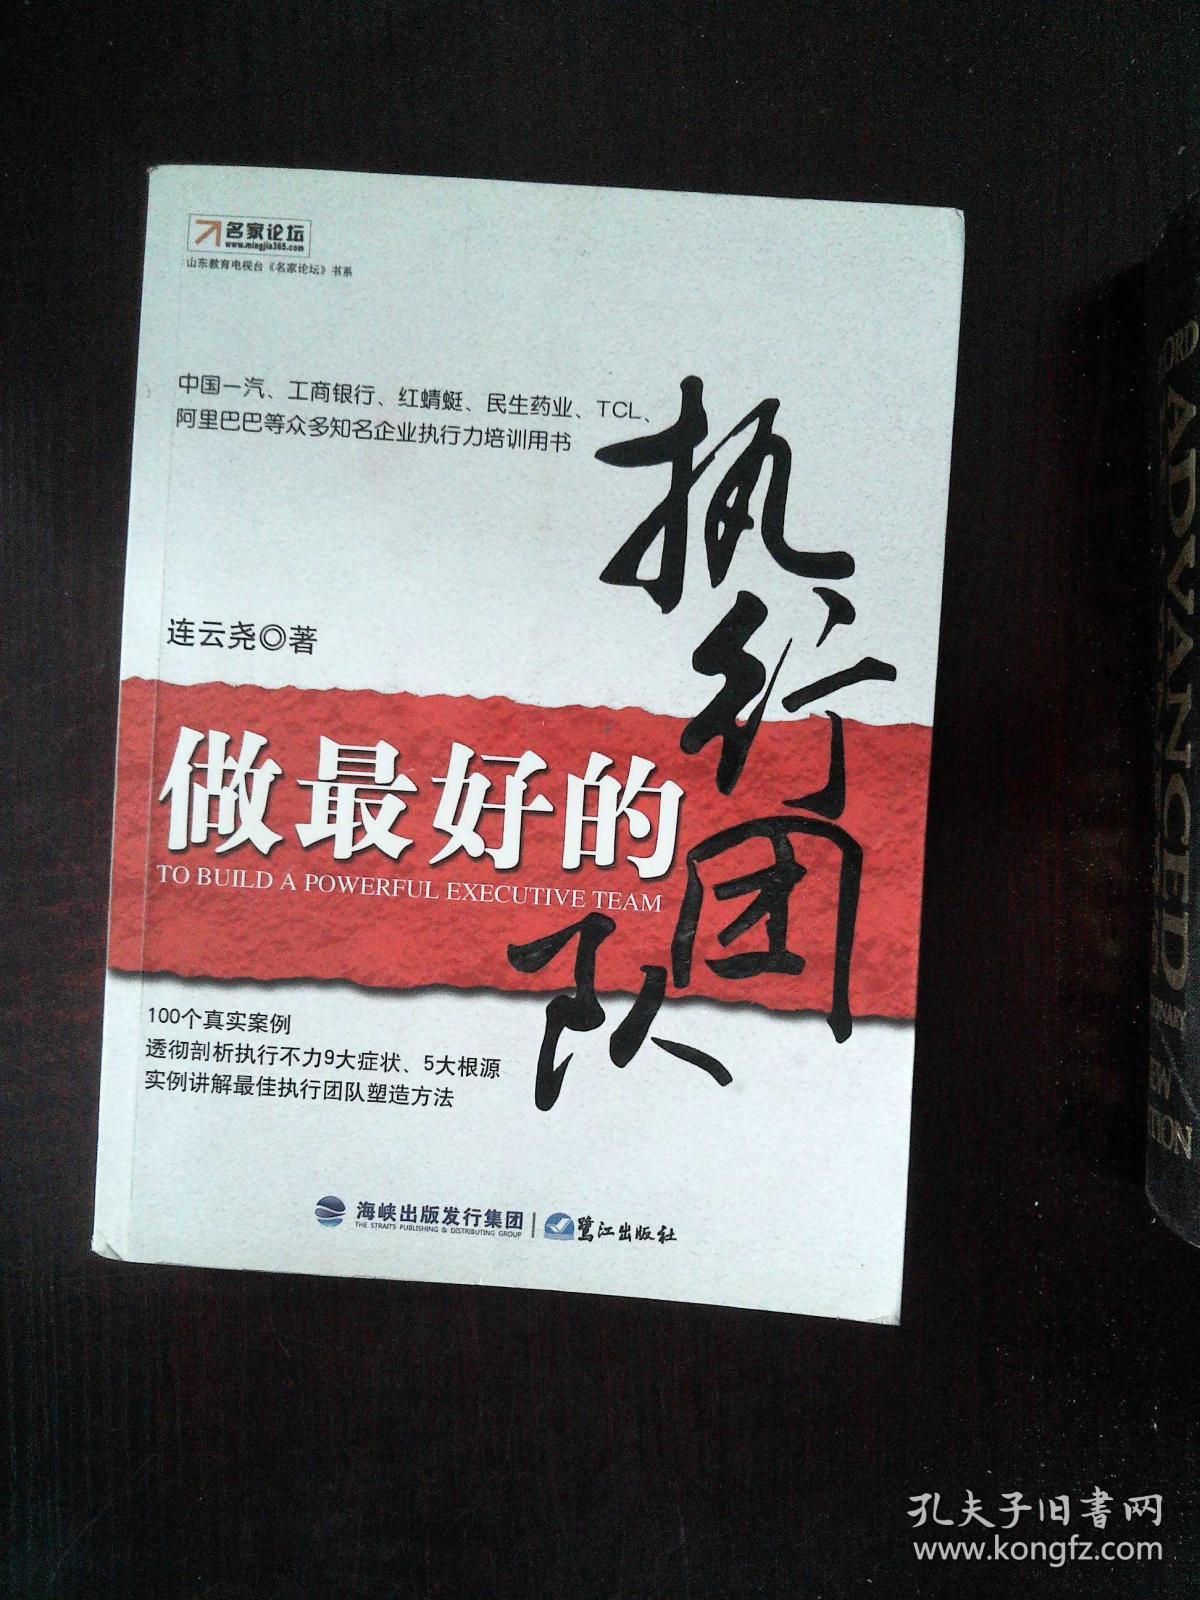 名家论坛
www.mingjia365.com
山东教育电视台《名家论坛》书系
中国一汽、工商银行、红蜻蜓、民生药业、TCL、
阿里巴巴等众多知名企业执行力培训用书
连云尧◎著
做最好的
执行团队
TO BUILD A POWERFUL EXECUTIVE TEAM
100个真实案例
透彻剖析执行不力9大症状、5大根源
实例讲解最佳执行团队塑造方法
海峡出版发行集团
THE STRAITS PUBLISHING & DISTRIBUTING GROUP
鹭江出版社
ADVANCED
孔夫子旧书网
www.kongfz.com